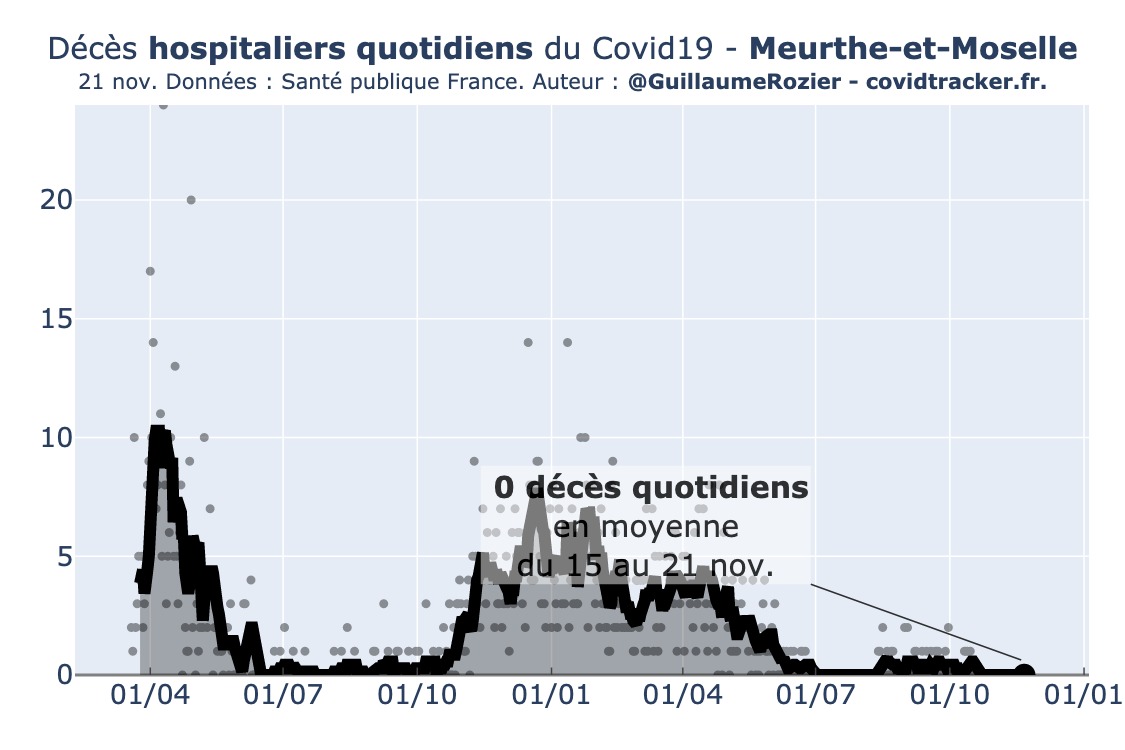 Décès hospitaliers quotidiens du Covid19 - Meurthe-et-Moselle
21 nov. Données : Santé publique France. Auteur : @GuillaumeRozier - covidtracker.fr.
20
15
10
5
0
0 décès quotidiens
en moyenne
du 15 au 21 nov.
01/04 01/07 01/10 01/01 01/04 01/07 01/10 01/01